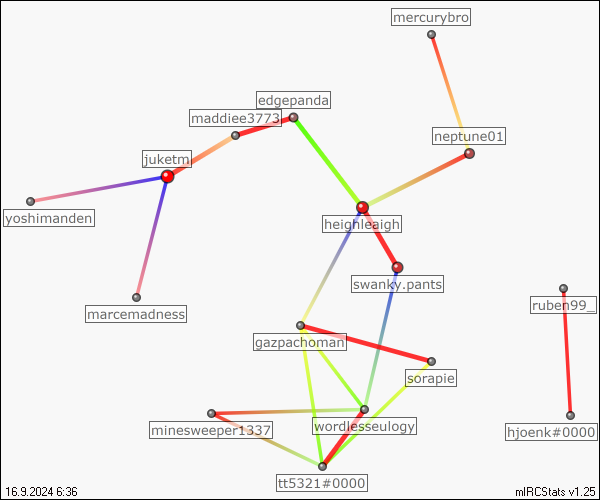 mercurybro
edgepanda
maddiee3773
neptune01
juketm
yoshimanden
heighleaigh
swanky.pants
marcemadness
ruben99_
gazpachoman
sorapie
minesweeper1337
wordlesseulogy
hjoenk#0000
tt5321#0000
16.9.2024 6:36
mIRCStats v1.25